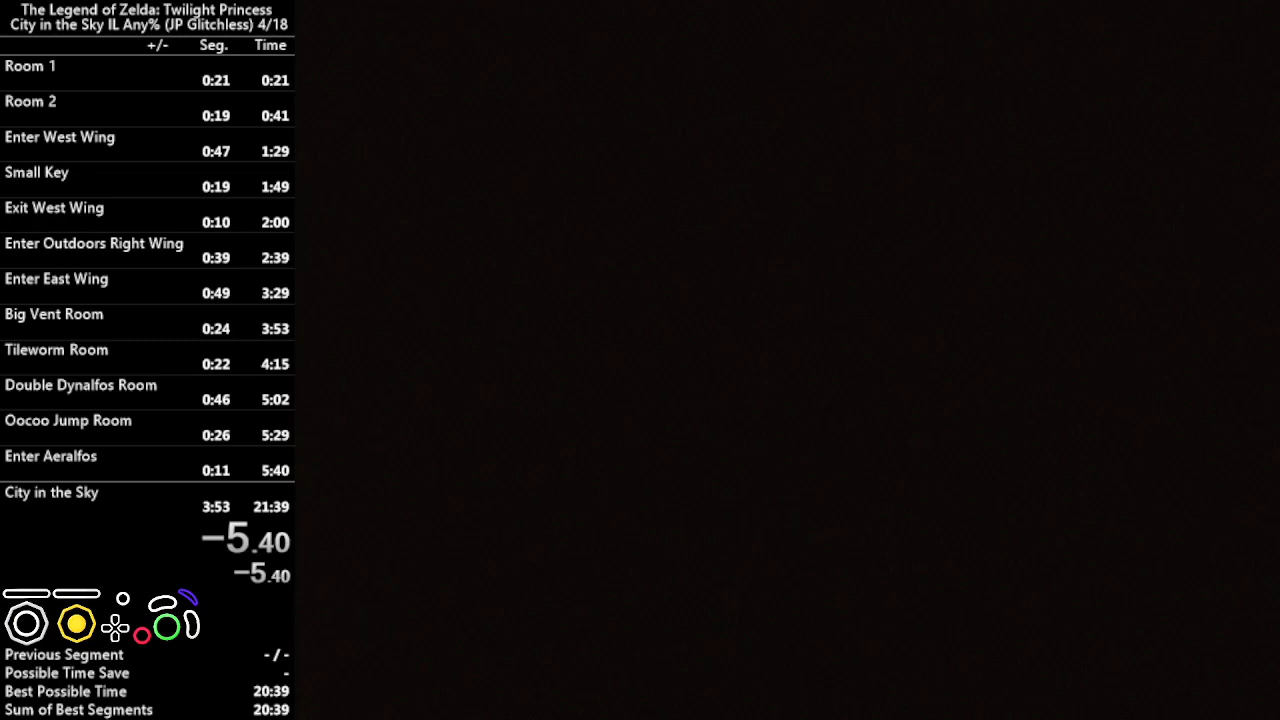 The Legend of Zelda: Twilight Princess
City in the Sky IL Any% (JP Glitchless) 4/18
+/- Seg. Time
Room 1
0:21 0:21
Room 2
0:19 0:41
Enter West Wing
0:47 1:29
Small Key
0:19 1:49
Exit West Wing
0:10 2:00
Enter Outdoors Right Wing
0:39 2:39
Enter East Wing
0:49 3:29
Big Vent Room
0:24 3:53
Tileworm Room
0:22 4:15
Double Dynalfos Room
0:46 5:02
Oocoo Jump Room
0:26 5:29
Enter Aeralfos
0:11 5:40
City in the Sky
3:53 21:39
−5.40
−5.40
Previous Segment - / -
Possible Time Save -
Best Possible Time 20:39
Sum of Best Segments 20:39